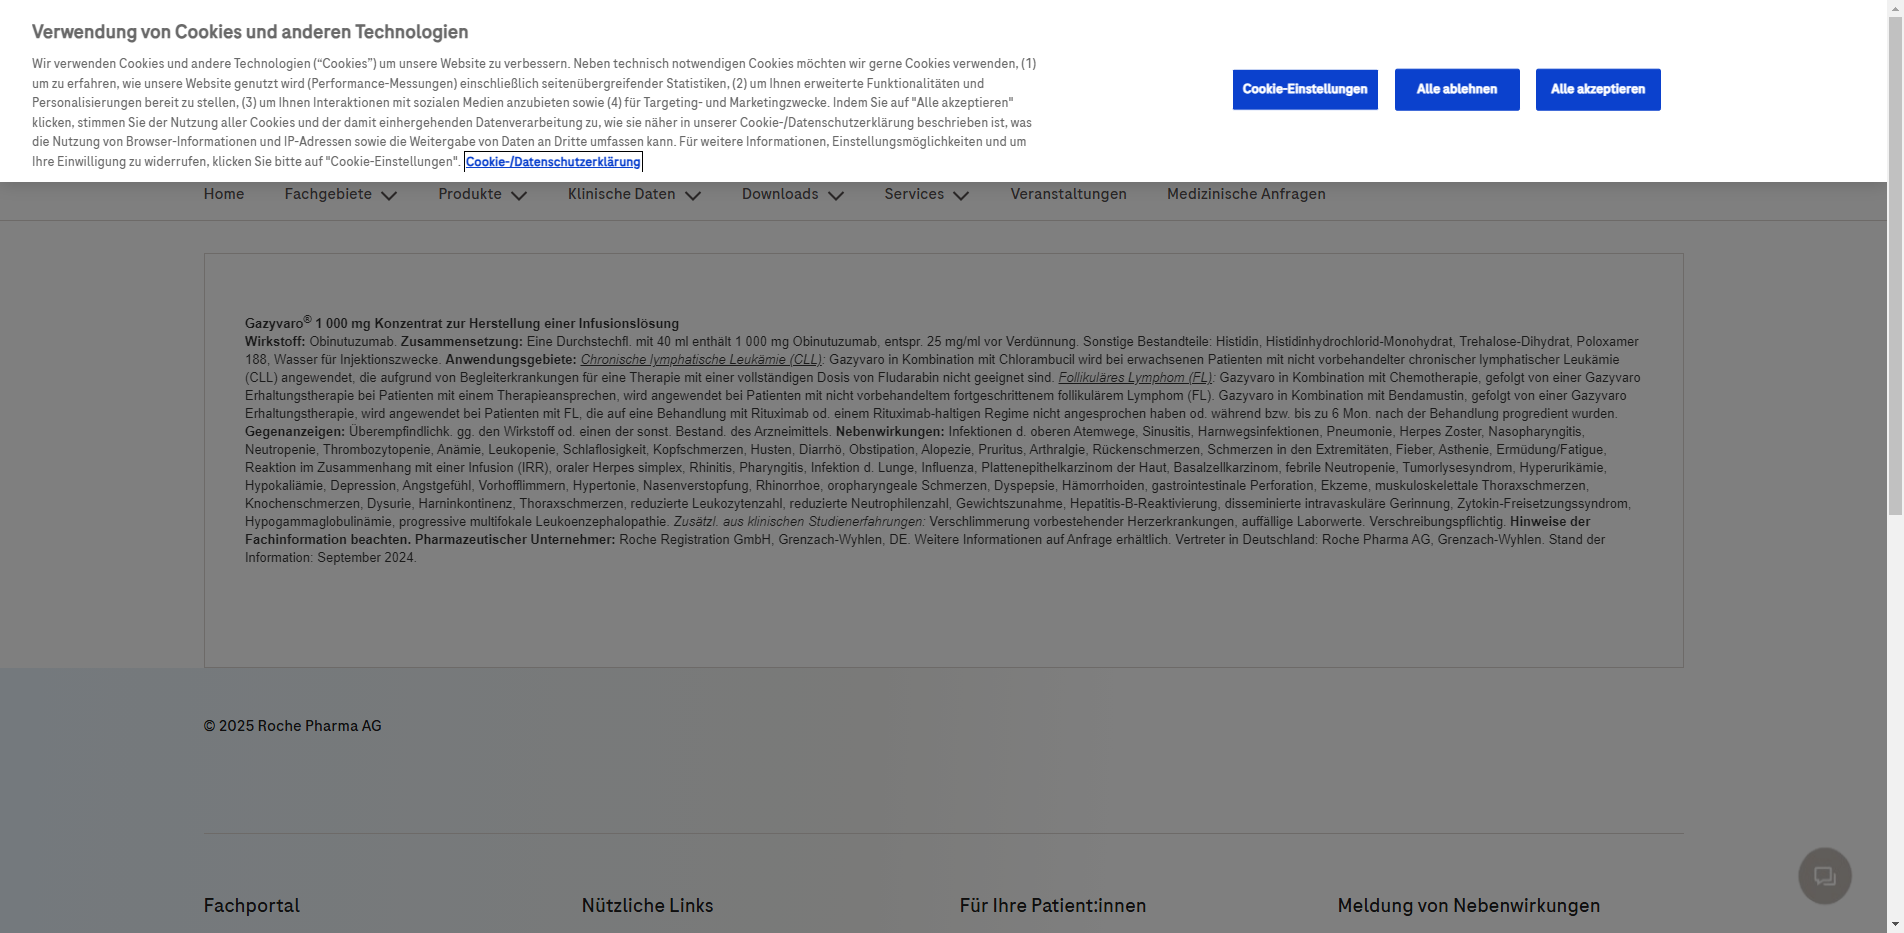 Verwendung von Cookies und anderen Technologien
Wir verwenden Cookies und andere Technologien (“Cookies”) um unsere Website zu verbessern. Neben technisch notwendigen Cookies möchten wir gerne Cookies verwenden, (1)
um zu erfahren, wie unsere Website genutzt wird (Performance-Messungen) einschließlich seitenübergreifender Statistiken, (2) um Ihnen erweiterte Funktionalitäten und
Personalisierungen bereit zu stellen, (3) um Ihnen Interaktionen mit sozialen Medien anzubieten sowie (4) für Targeting- und Marketingzwecke. Indem Sie auf "Alle akzeptieren"
klicken, stimmen Sie der Nutzung aller Cookies und der damit einhergehenden Datenverarbeitung zu, wie sie näher in unserer Cookie-/Datenschutzerklärung beschrieben ist, was
die Nutzung von Browser-Informationen und IP-Adressen sowie die Weitergabe von Daten an Dritte umfassen kann. Für weitere Informationen, Einstellungsmöglichkeiten und um
Ihre Einwilligung zu widerrufen, klicken Sie bitte auf "Cookie-Einstellungen". Cookie-/Datenschutzerklärung
Cookie-Einstellungen Alle ablehnen Alle akzeptieren
Home Fachgebiete Produkte Klinische Daten Downloads Services Veranstaltungen Medizinische Anfragen
Gazyvaro® 1 000 mg Konzentrat zur Herstellung einer Infusionslösung
Wirkstoff: Obinutuzumab. Zusammensetzung: Eine Durchstechfl. mit 40 ml enthält 1 000 mg Obinutuzumab, entspr. 25 mg/ml vor Verdünnung. Sonstige Bestandteile: Histidin, Histidinhydrochlorid-Monohydrat, Trehalose-Dihydrat, Poloxamer
188, Wasser für Injektionszwecke. Anwendungsgebiete: Chronische lymphatische Leukämie (CLL): Gazyvaro in Kombination mit Chlorambucil wird bei erwachsenen Patienten mit nicht vorbehandelter chronischer lymphatischer Leukämie
(CLL) angewendet, die aufgrund von Begleiterkrankungen für eine Therapie mit einer vollständigen Dosis von Fludarabin nicht geeignet sind. Follikuläres Lymphom (FL): Gazyvaro in Kombination mit Chemotherapie, gefolgt von einer Gazyvaro
Erhaltungstherapie bei Patienten mit einem Therapieansprechen, wird angewendet bei Patienten mit nicht vorbehandeltem fortgeschrittenem follikulärem Lymphom (FL). Gazyvaro in Kombination mit Bendamustin, gefolgt von einer Gazyvaro
Erhaltungstherapie, wird angewendet bei Patienten mit FL, die auf eine Behandlung mit Rituximab od. einem Rituximab-haltigen Regime nicht angesprochen haben od. während bzw. bis zu 6 Mon. nach der Behandlung progredient wurden.
Gegenanzeigen: Überempfindlichk. gg. den Wirkstoff od. einen der sonst. Bestand. des Arzneimittels. Nebenwirkungen: Infektionen d. oberen Atemwege, Sinusitis, Harnwegsinfektionen, Pneumonie, Herpes Zoster, Nasopharyngitis,
Neutropenie, Thrombozytopenie, Anämie, Leukopenie, Schlaflosigkeit, Kopfschmerzen, Husten, Diarrhö, Obstipation, Alopezie, Pruritus, Arthralgie, Rückenschmerzen, Schmerzen in den Extremitäten, Fieber, Asthenie, Ermüdung/Fatigue,
Reaktion im Zusammenhang mit einer Infusion (IRR), oraler Herpes simplex, Rhinitis, Pharyngitis, Infektion d. Lunge, Influenza, Plattenepithelkarzinom der Haut, Basalzellkarzinom, febrile Neutropenie, Tumorlysesyndrom, Hyperurikämie,
Hypokaliämie, Depression, Angstgefühl, Vorhofflimmern, Hypertonie, Nasenverstopfung, Rhinorrhoe, oropharyngeale Schmerzen, Dyspepsie, Hämorrhoiden, gastrointestinale Perforation, Ekzeme, muskuloskelettale Thoraxschmerzen,
Knochenschmerzen, Dysurie, Harninkontinenz, Thoraxschmerzen, reduzierte Leukozytenzahl, reduzierte Neutrophilenzahl, Gewichtszunahme, Hepatitis-B-Reaktivierung, disseminierte intravaskuläre Gerinnung, Zytokin-Freisetzungssyndrom,
Hypogammaglobulinämie, progressive multifokale Leukoenzephalopathie. Zusätzl. aus klinischen Studienerfahrungen: Verschlimmerung vorbestehender Herzerkrankungen, auffällige Laborwerte. Verschreibungspflichtig. Hinweise der
Fachinformation beachten. Pharmazeutischer Unternehmer: Roche Registration GmbH, Grenzach-Wyhlen, DE. Weitere Informationen auf Anfrage erhältlich. Vertreter in Deutschland: Roche Pharma AG, Grenzach-Wyhlen. Stand der
Information: September 2024.
© 2025 Roche Pharma AG
Fachportal Nützliche Links Für Ihre Patient:innen Meldung von Nebenwirkungen